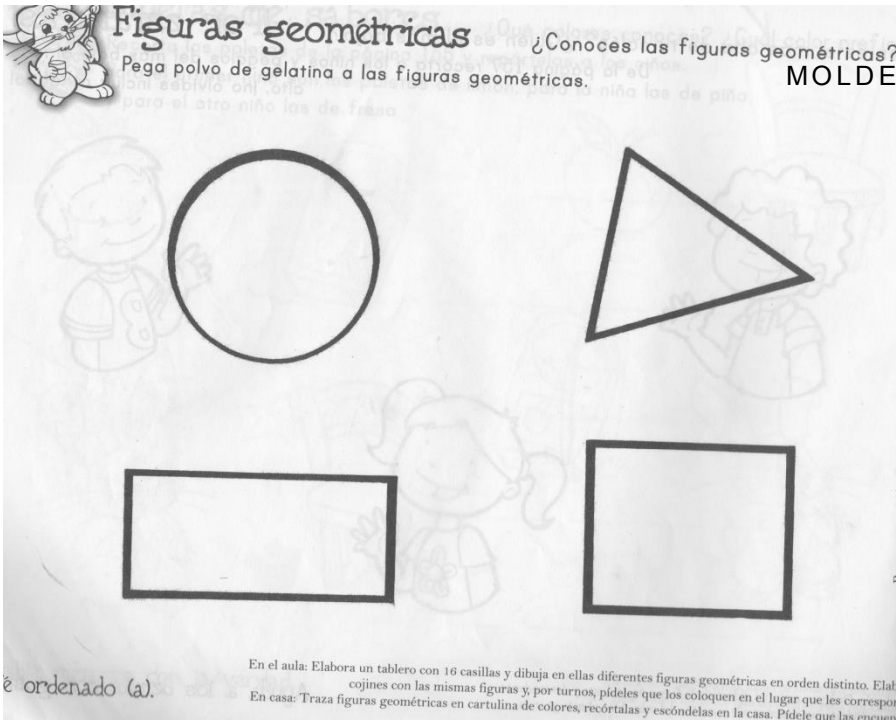 Figuras geométricas
¿Conoces las figuras geométricas?
Pega polvo de gelatina a las figuras geométricas.
MOLDE
é ordenado (a).
En el aula: Elabora un tablero con 16 casillas y dibuja en ellas diferentes figuras geométricas en orden distinto. Elab
cojines con las mismas figuras y, por turnos, pídeles que los coloquen en el lugar que les correspon
En casa: Traza figuras geométricas en cartulina de colores, recórtalas y escóndelas en la casa. Pídele que las encuen